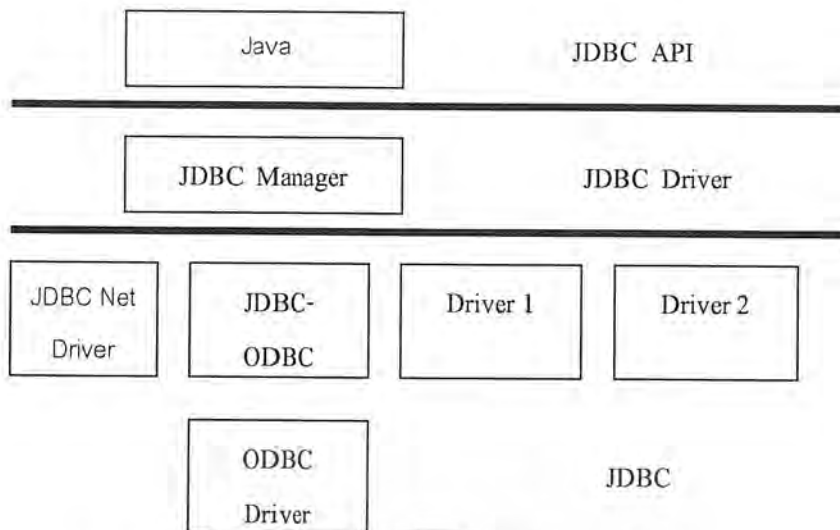 Java
JDBC API
JDBC Manager
JDBC Driver
JDBC Net
Driver
JDBC-
ODBC
Driver 1
Driver 2
ODBC
Driver
JDBC